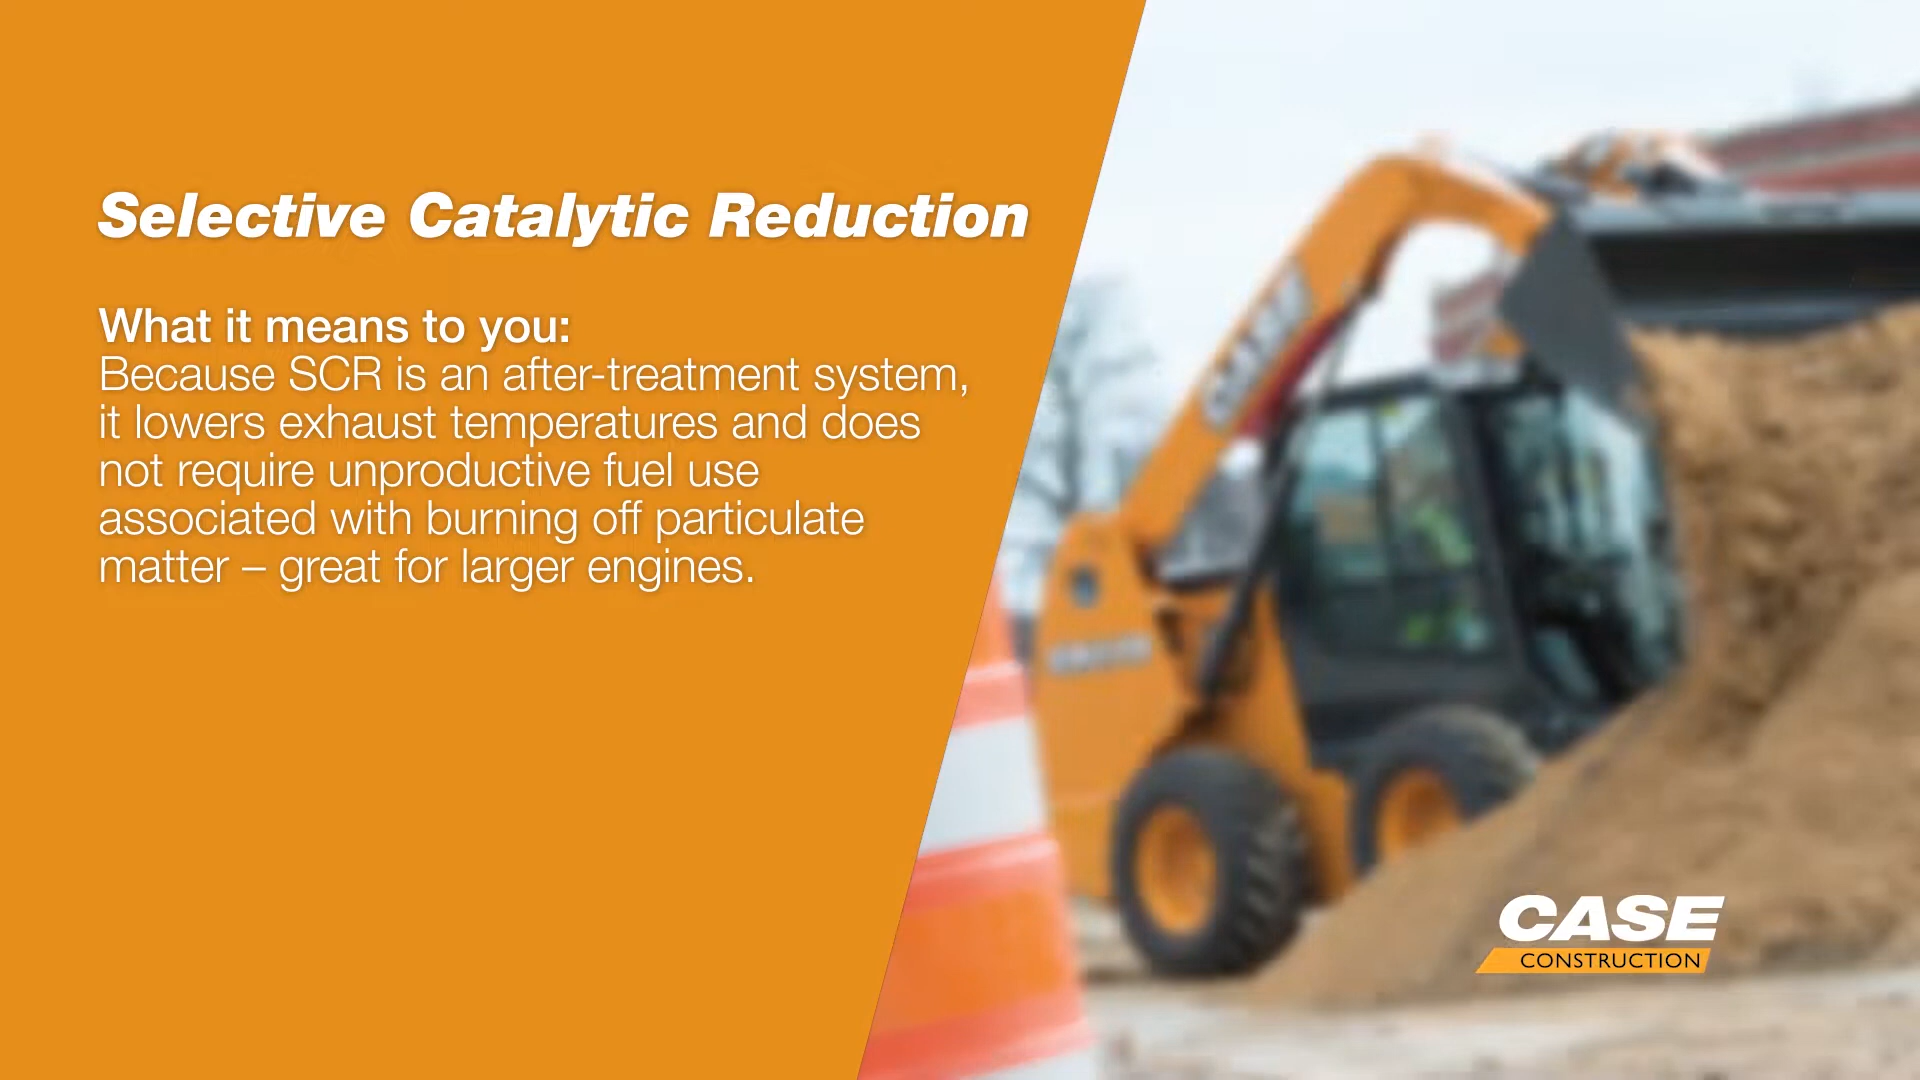 Selective Catalytic Reduction
What it means to you:
Because SCR is an after-treatment system,
it lowers exhaust temperatures and does
not require unproductive fuel use
associated with burning off particulate
matter – great for larger engines.
CASE
CASE
CONSTRUCTION